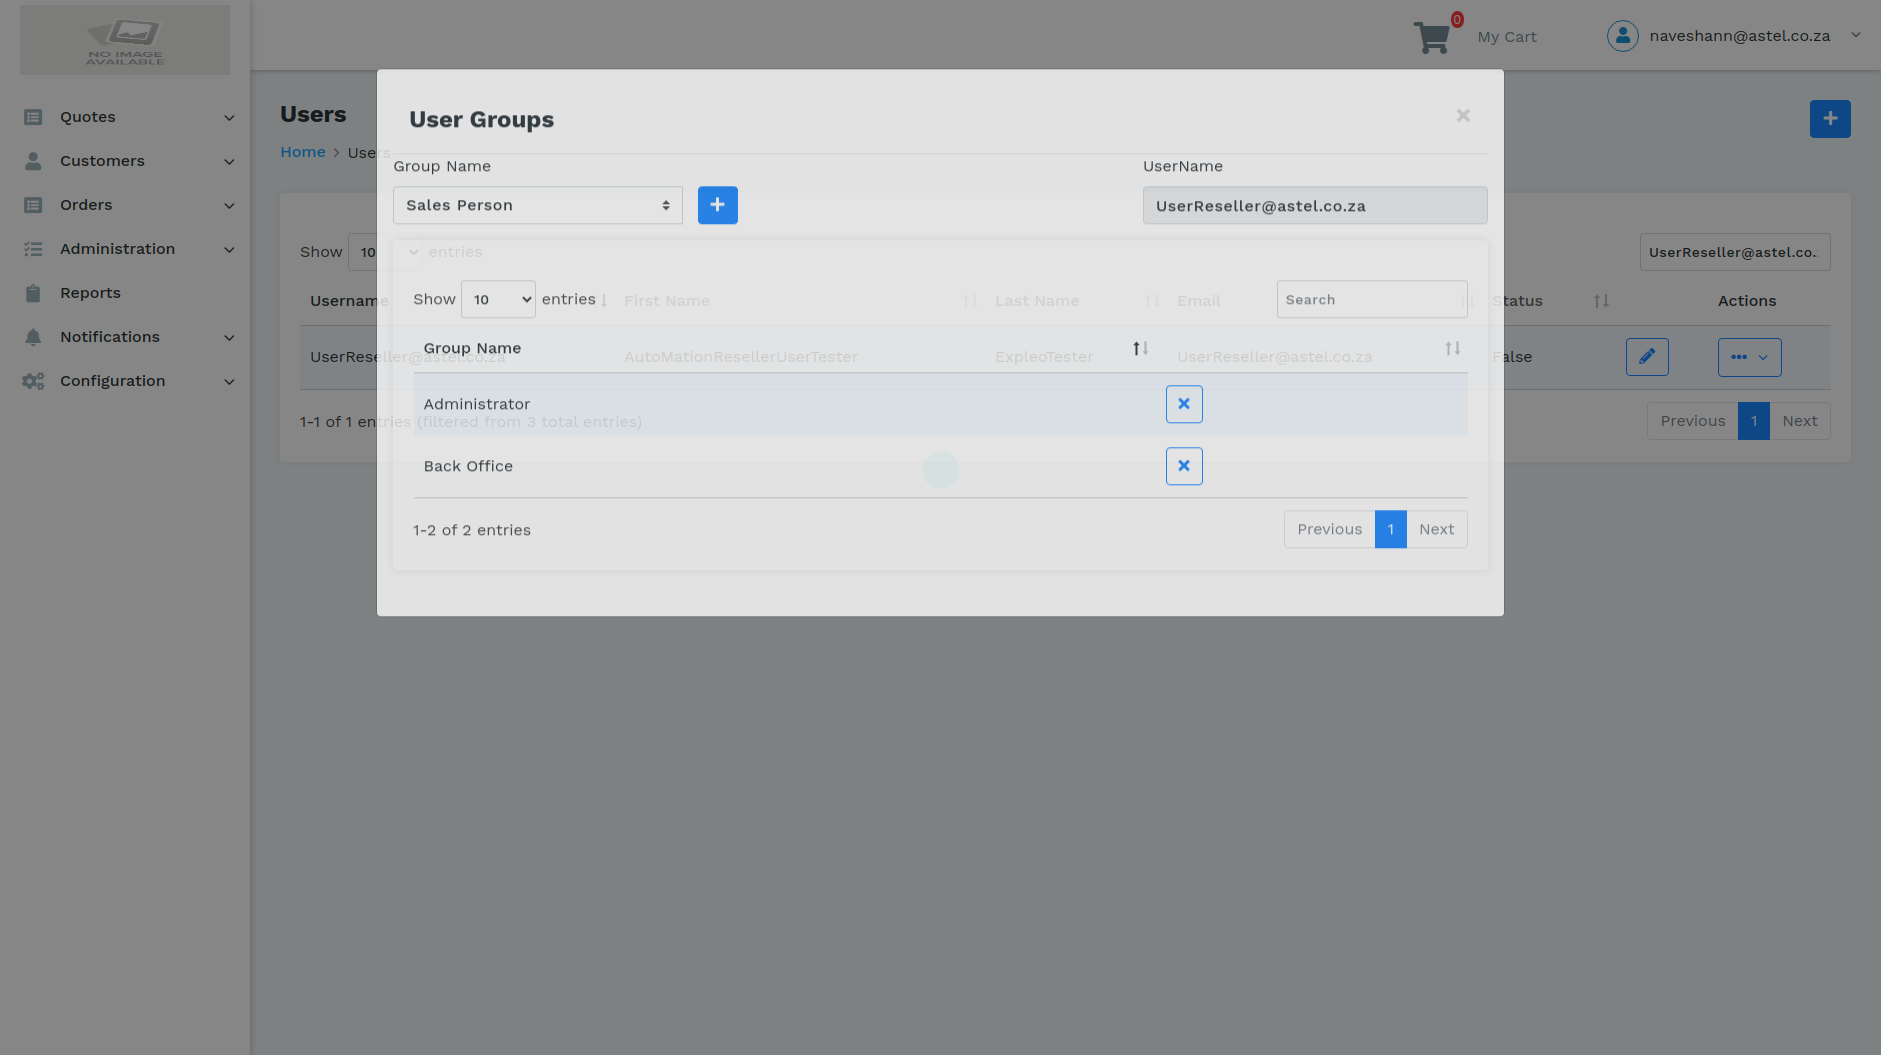 NO IMAGE
AVAILABLE
0
My Cart
naveshann@astel.co.za
Quotes
Customers
Orders
Administration
Reports
Notifications
Configuration
Users
Home > Users
User Groups
×
Group Name
UserName
Sales Person
+
UserReseller@astel.co.za
+
Show 10 entries
UserReseller@astel.co.
Username First Name Last Name Email Status Actions
UserReseller@astel.co.za AutoMationResellerUserTester ExpleoTester UserReseller@astel.co.za False
1-1 of 1 entries (filtered from 3 total entries)
Previous 1 Next
Show 10 entries
Search
Group Name
Administrator
Back Office
1-2 of 2 entries
Previous 1 Next